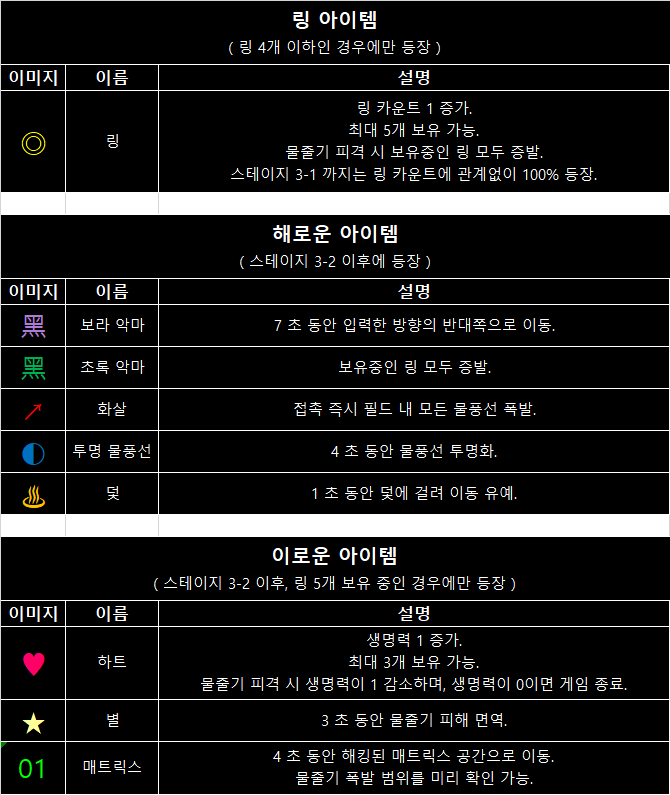 링 아이템
( 링 4개 이하인 경우에만 등장 )
이미지 이름 설명
◎ 링
링 카운트 1 증가.
최대 5개 보유 가능.
물줄기 피격 시 보유중인 링 모두 증발.
스테이지 3-1 까지는 링 카운트에 관계없이 100% 등장.
해로운 아이템
( 스테이지 3-2 이후에 등장 )
이미지 이름 설명
黑 보라 악마 7 초 동안 입력한 방향의 반대쪽으로 이동.
黑 초록 악마 보유중인 링 모두 증발.
↗ 화살 접촉 즉시 필드 내 모든 물풍선 폭발.
◐ 투명 물풍선 4 초 동안 물풍선 투명화.
♨ 덫 1 초 동안 덫에 걸려 이동 유예.
이로운 아이템
( 스테이지 3-2 이후, 링 5개 보유 중인 경우에만 등장 )
이미지 이름 설명
♥ 하트
생명력 1 증가.
최대 3개 보유 가능.
물줄기 피격 시 생명력이 1 감소하며, 생명력이 0이면 게임 종료.
★ 별 3 초 동안 물줄기 피해 면역.
01 매트릭스
4 초 동안 해킹된 매트릭스 공간으로 이동.
물줄기 폭발 범위를 미리 확인 가능.